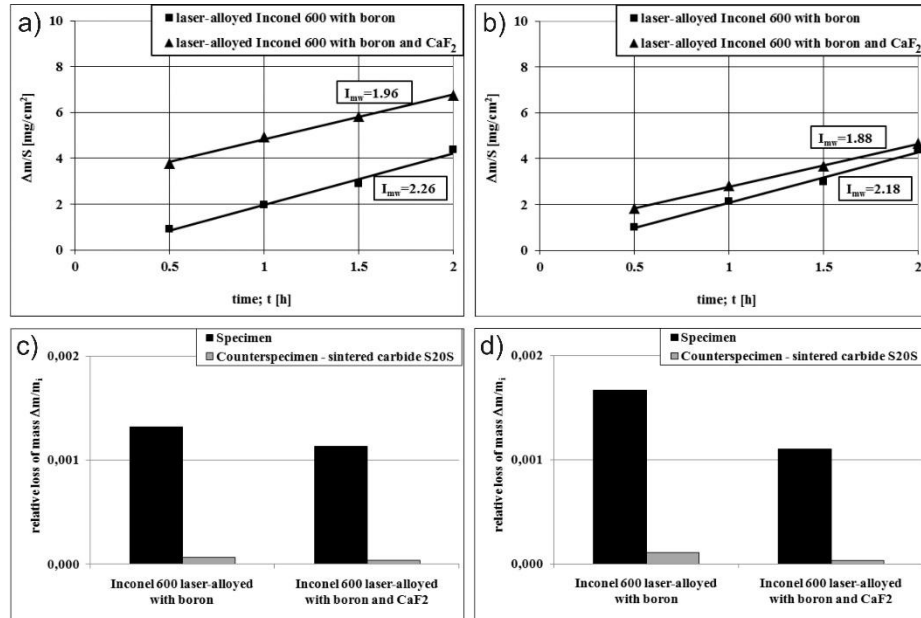 a)
laser-alloyed Inconel 600 with boron
laser-alloyed Inconel 600 with boron and CaF2
Δm/S [mg/cm²]
10
8
6
4
2
0
Imw=1.96
Imw=2.26
0
0.5
1
1.5
2
time; t [h]
b)
laser-alloyed Inconel 600 with boron
laser-alloyed Inconel 600 with boron and CaF2
Δm/S [mg/cm²]
10
8
6
4
2
0
Imw=1.88
Imw=2.18
0
0.5
1
1.5
2
time; t [h]
c)
Specimen
Counterspecimen - sintered carbide S20S
relative loss of mass Δm/mi
0,002
0,001
0,000
Inconel 600 laser-alloyed
with boron
Inconel 600 laser-alloyed
with boron and CaF2
d)
Specimen
Counterspecimen - sintered carbide S20S
relative loss of mass Δm/mi
0,002
0,001
0,000
Inconel 600 laser-alloyed
with boron
Inconel 600 laser-alloyed
with boron and CaF2